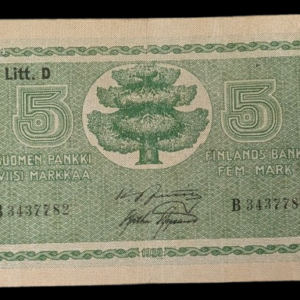 Litt. D
5 5
SUOMEN PANKKI
VIISI MARKKAA
FINLANDS BANK
FEM MARK
B 3437782
B 3437782